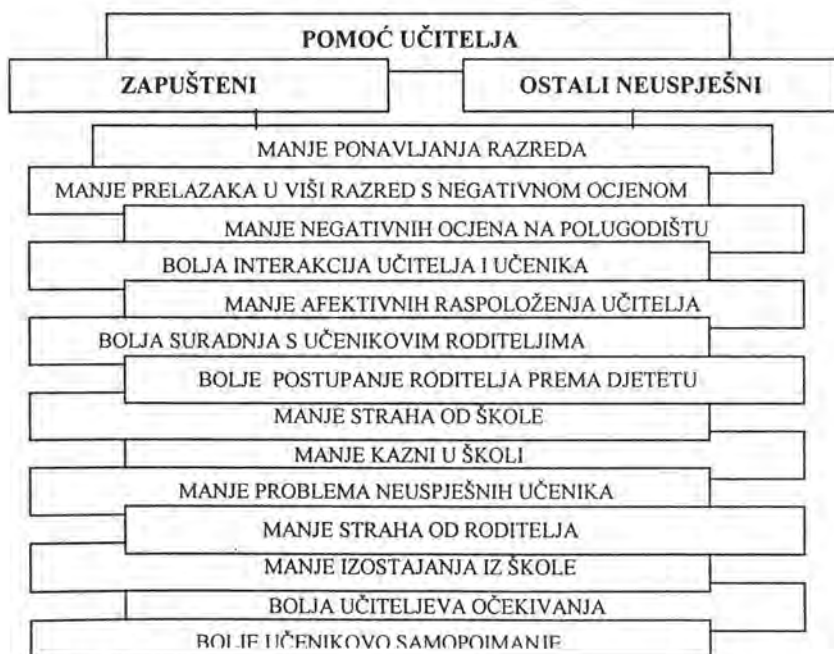 POMOĆ UČITELJA
ZAPUŠTENI
OSTALI NEUSPJEŠNI
MANJE PONAVLJANJA RAZREDA
MANJE PRELAZAKA U VIŠI RAZRED S NEGATIVNOM OCJENOM
MANJE NEGATIVNIH OCJENA NA POLUGODIŠTU
BOLJA INTERAKCIJA UČITELJA I UČENIKA
MANJE AFEKTIVNIH RASPOLOŽENJA UČITELJA
BOLJA SURADNJA S UČENIKOVIM RODITELJIMA
BOLJE POSTUPANJE RODITELJA PREMA DJETETU
MANJE STRAHA OD ŠKOLE
MANJE KAZNI U ŠKOLI
MANJE PROBLEMA NEUSPJEŠNIH UČENIKA
MANJE STRAHA OD RODITELJA
MANJE IZOSTAJANJA IZ ŠKOLE
BOLJA UČITELJEVA OČEKIVANJA
BOLJE UČENIKOVO SAMOPOIMANJE